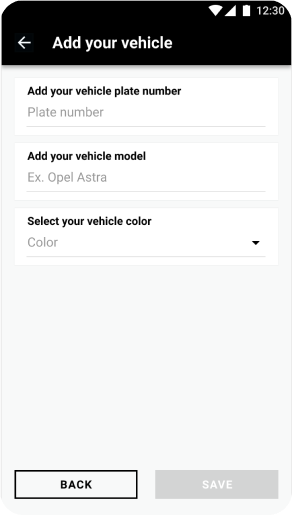 12:30
Add your vehicle
Add your vehicle plate number
Plate number
Add your vehicle model
Ex. Opel Astra
Select your vehicle color
Color
BACK
SAVE